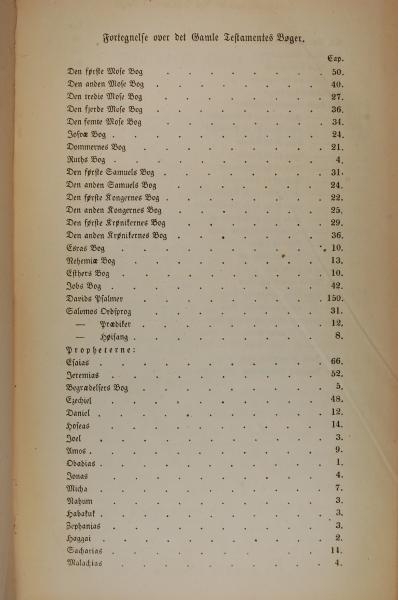 Fortegnelse over det Gamle Testamentes Bøger.
Cap.
Den første Mose Bog . . . . . . . 50.
Den anden Mose Bog . . . . . . . 40.
Den tredie Mose Bog . . . . . . . 27.
Den fjerde Mose Bog . . . . . . . 36.
Den femte Mose Bog . . . . . . . 34.
Josvæ Bog . . . . . . . . 24.
Dommernes Bog . . . . . . . 21.
Ruths Bog . . . . . . . . 4.
Den første Samuels Bog . . . . . . . 31.
Den anden Samuels Bog . . . . . . 24.
Den første Kongernes Bog . . . . . . 22.
Den anden Kongernes Bog . . . . . . 25.
Den første Krønikernes Bog . . . . . . 29.
Den anden Krønikernes Bog . . . . . . 36.
Esras Bog . . . . . . . . 10.
Nehemiæ Bog . . . . . . . . 13.
Esthers Bog . . . . . . . . 10.
Jobs Bog . . . . . . . . 42.
Davids Psalmer . . . . . . . 150.
Salomos Ordsprog . . . . . . . 31.
— Prædiker . . . . . . . 12.
— Højsang . . . . . . . 8.
Propheterne:
Esaias . . . . . . . . 66.
Jeremias . . . . . . . . 52.
Begrædelsers Bog . . . . . . . 5.
Ezechiel . . . . . . . . 48.
Daniel . . . . . . . . 12.
Hoseas . . . . . . . . 14.
Joel . . . . . . . . 3.
Amos . . . . . . . . 9.
Obadias . . . . . . . . 1.
Jonas . . . . . . . . 4.
Micha . . . . . . . . 7.
Nahum . . . . . . . . 3.
Habakuk . . . . . . . . 3.
Zephanias . . . . . . . . 3.
Haggai . . . . . . . . 2.
Sacharias . . . . . . . . 14.
Malachias . . . . . . . . 4.